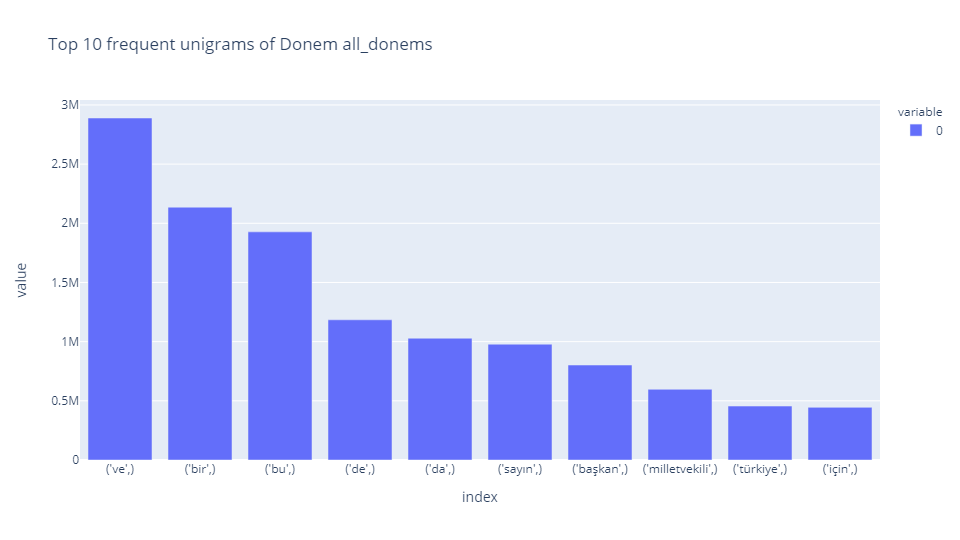 Top 10 frequent unigrams of Donem all_donems
variable
0
3M
2.5M
2M
1.5M
1M
0.5M
0
value
('ve',) ('bir',) ('bu',) ('de',) ('da',) ('sayın',) ('başkan',) ('milletvekili',) ('türkiye',) ('için',)
index